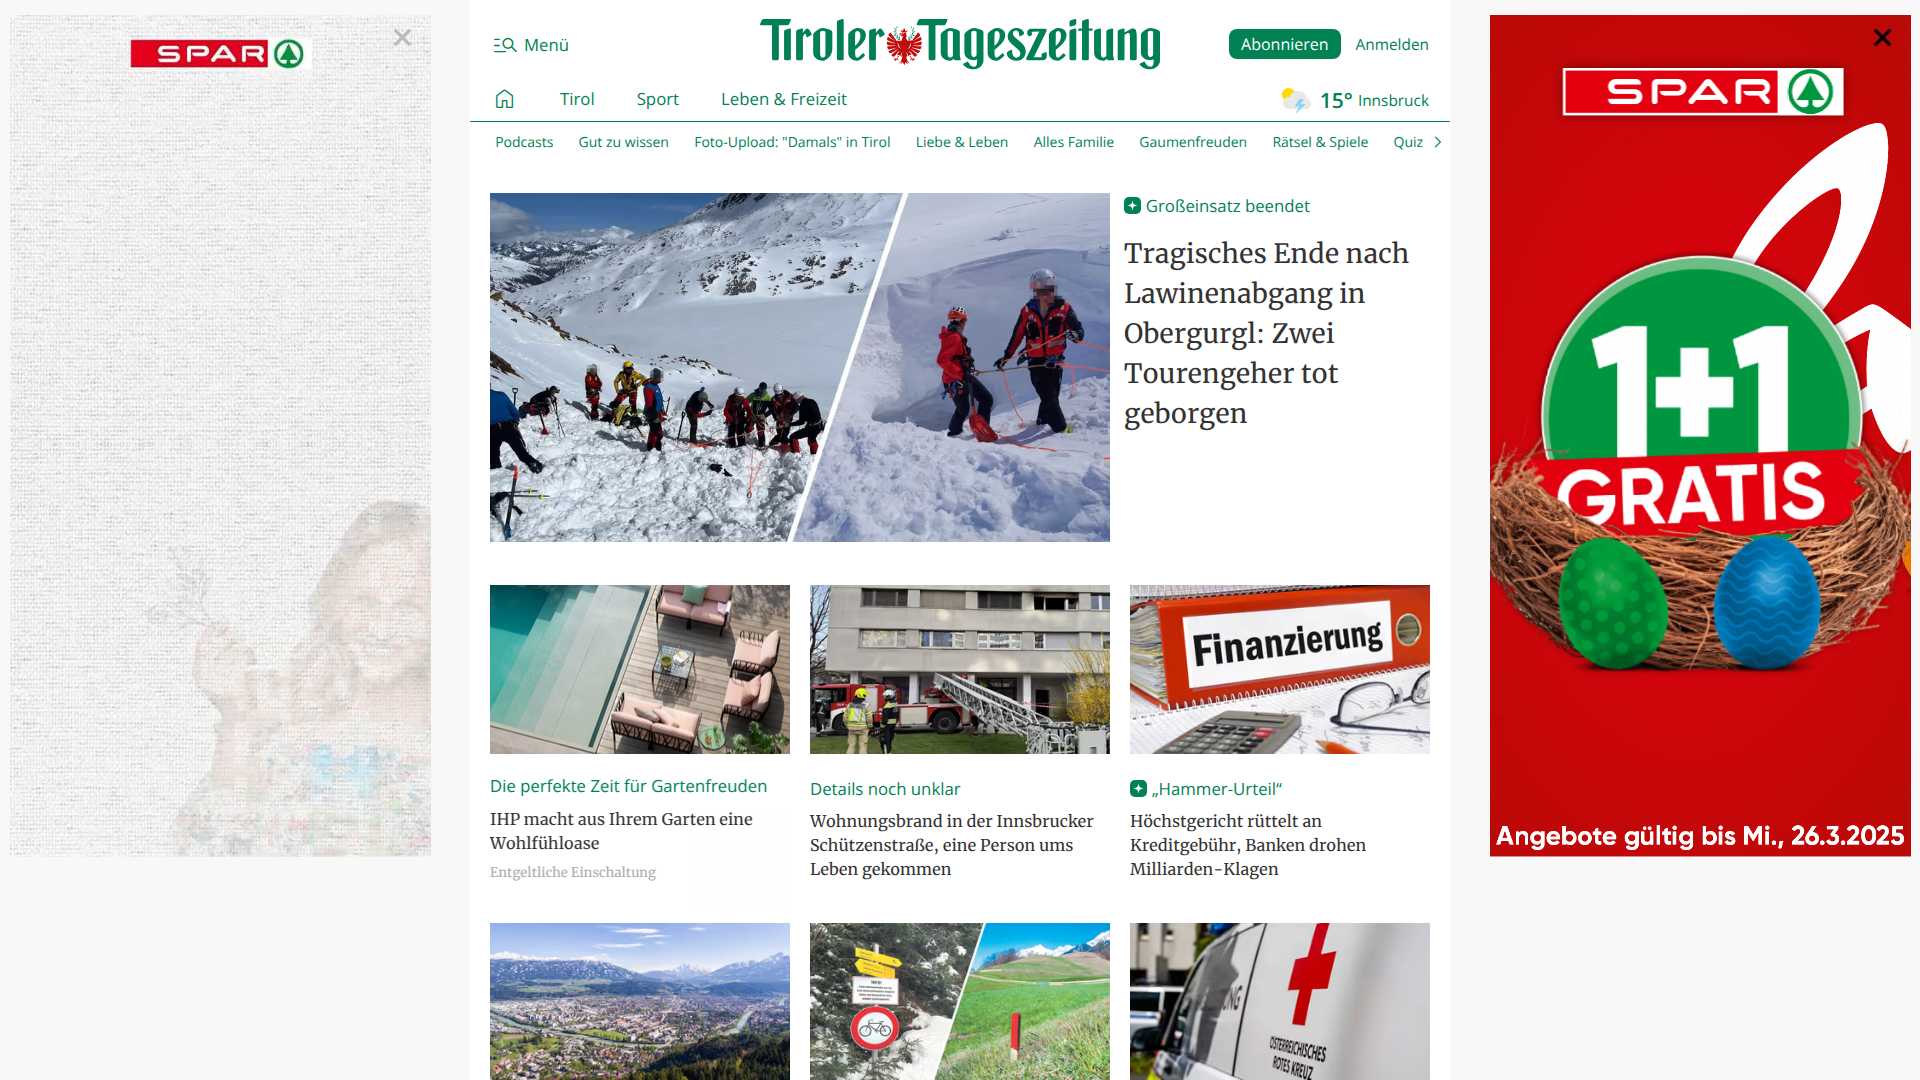 SPAR
Menü
Tiroler Tageszeitung
Abonnieren
Anmelden
Tirol
Sport
Leben & Freizeit
15° Innsbruck
Podcasts
Gut zu wissen
Foto-Upload: "Damals" in Tirol
Liebe & Leben
Alles Familie
Gaumenfreuden
Rätsel & Spiele
Quiz
Großeinsatz beendet
Tragisches Ende nach
Lawinenabgang in
Obergurgl: Zwei
Tourengeher tot
geborgen
Finanzierung
Die perfekte Zeit für Gartenfreuden
IHP macht aus Ihrem Garten eine
Wohlfühloase
Entgeltliche Einschaltung
Details noch unklar
Wohnungsbrand in der Innsbrucker
Schützenstraße, eine Person ums
Leben gekommen
„Hammer-Urteil“
Höchstgericht rüttelt an
Kreditgebühr, Banken drohen
Milliarden-Klagen
ÖSTERREICHISCHES
ROTES KREUZ
SPAR
1+1
GRATIS
Angebote gültig bis Mi., 26.3.2025